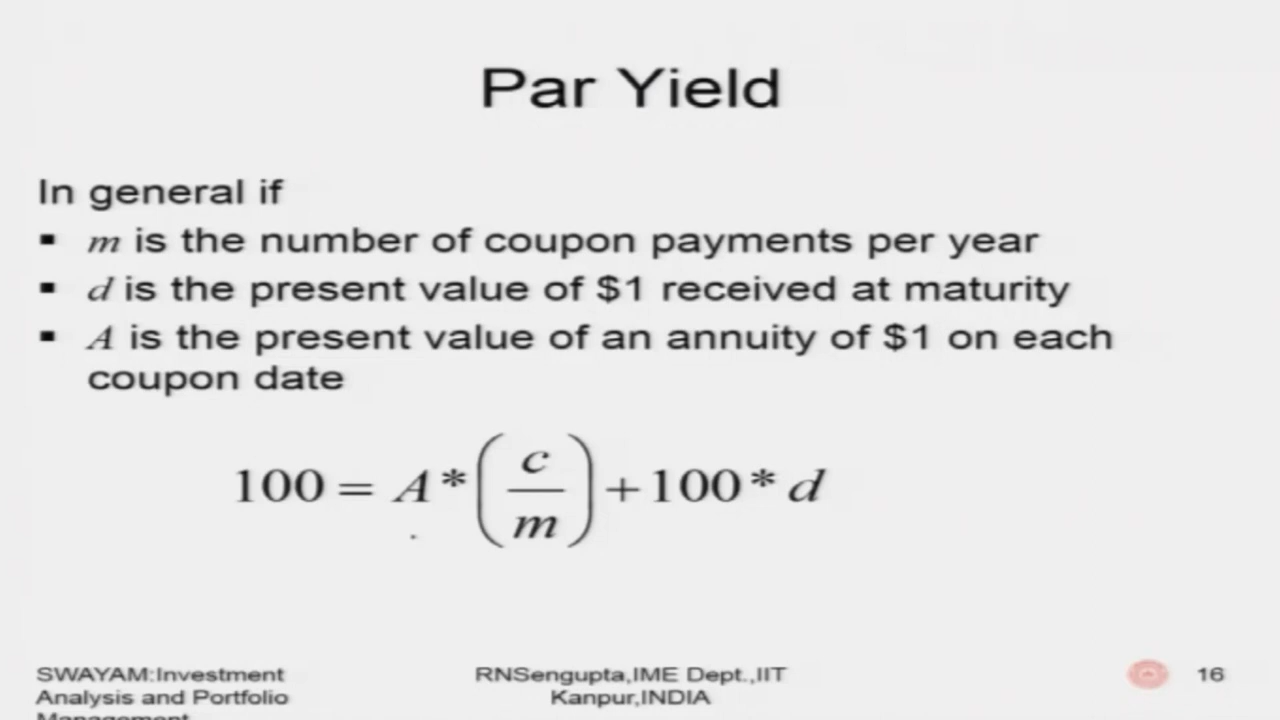 Par Yield
In general if
▪ m is the number of coupon payments per year
▪ d is the present value of $1 received at maturity
▪ A is the present value of an annuity of $1 on each
coupon date
100 = A * (c/m) + 100 * d
SWAYAM:Investment
Analysis and Portfolio
Management
RNSengupta,IME Dept.,IIT
Kanpur,INDIA
16